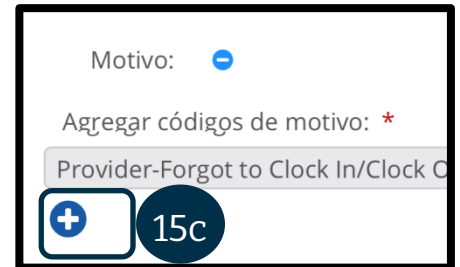 Motivo:
Agregar códigos de motivo: *
Provider-Forgot to Clock In/Clock
15c